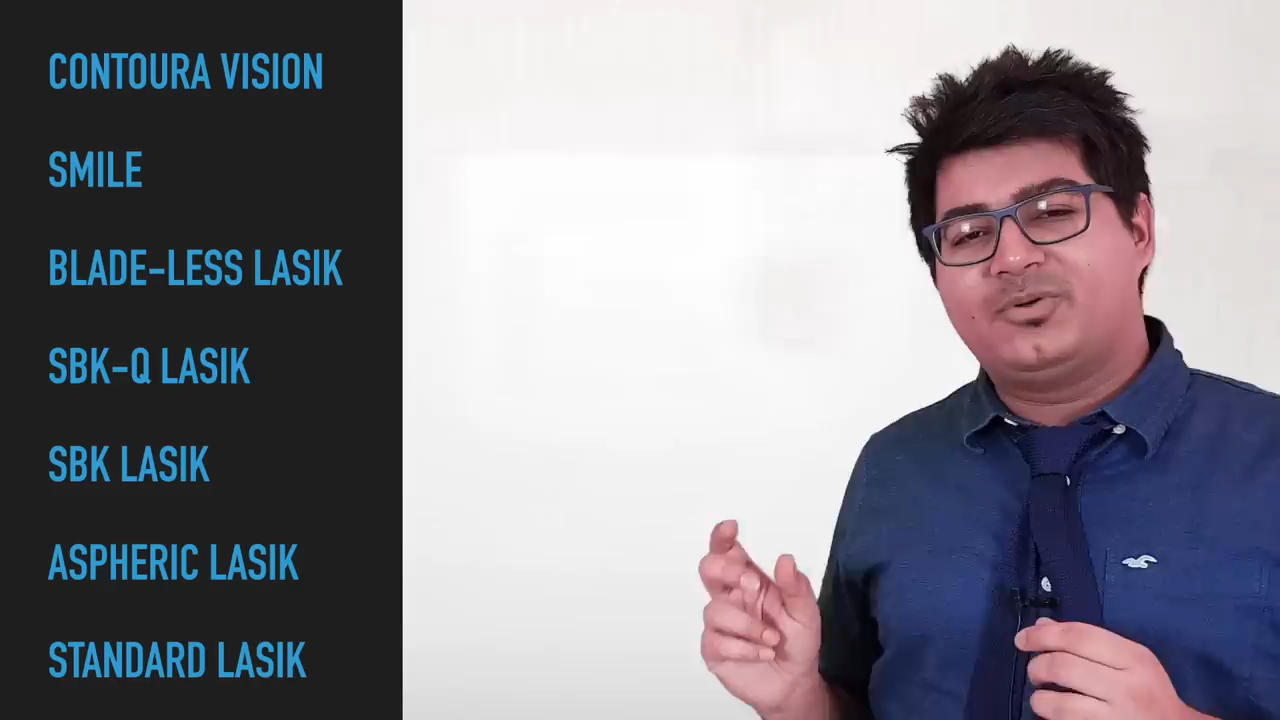 CONTOURA VISION
SMILE
BLADE-LESS LASIK
SBK-Q LASIK
SBK LASIK
ASPHERIC LASIK
STANDARD LASIK